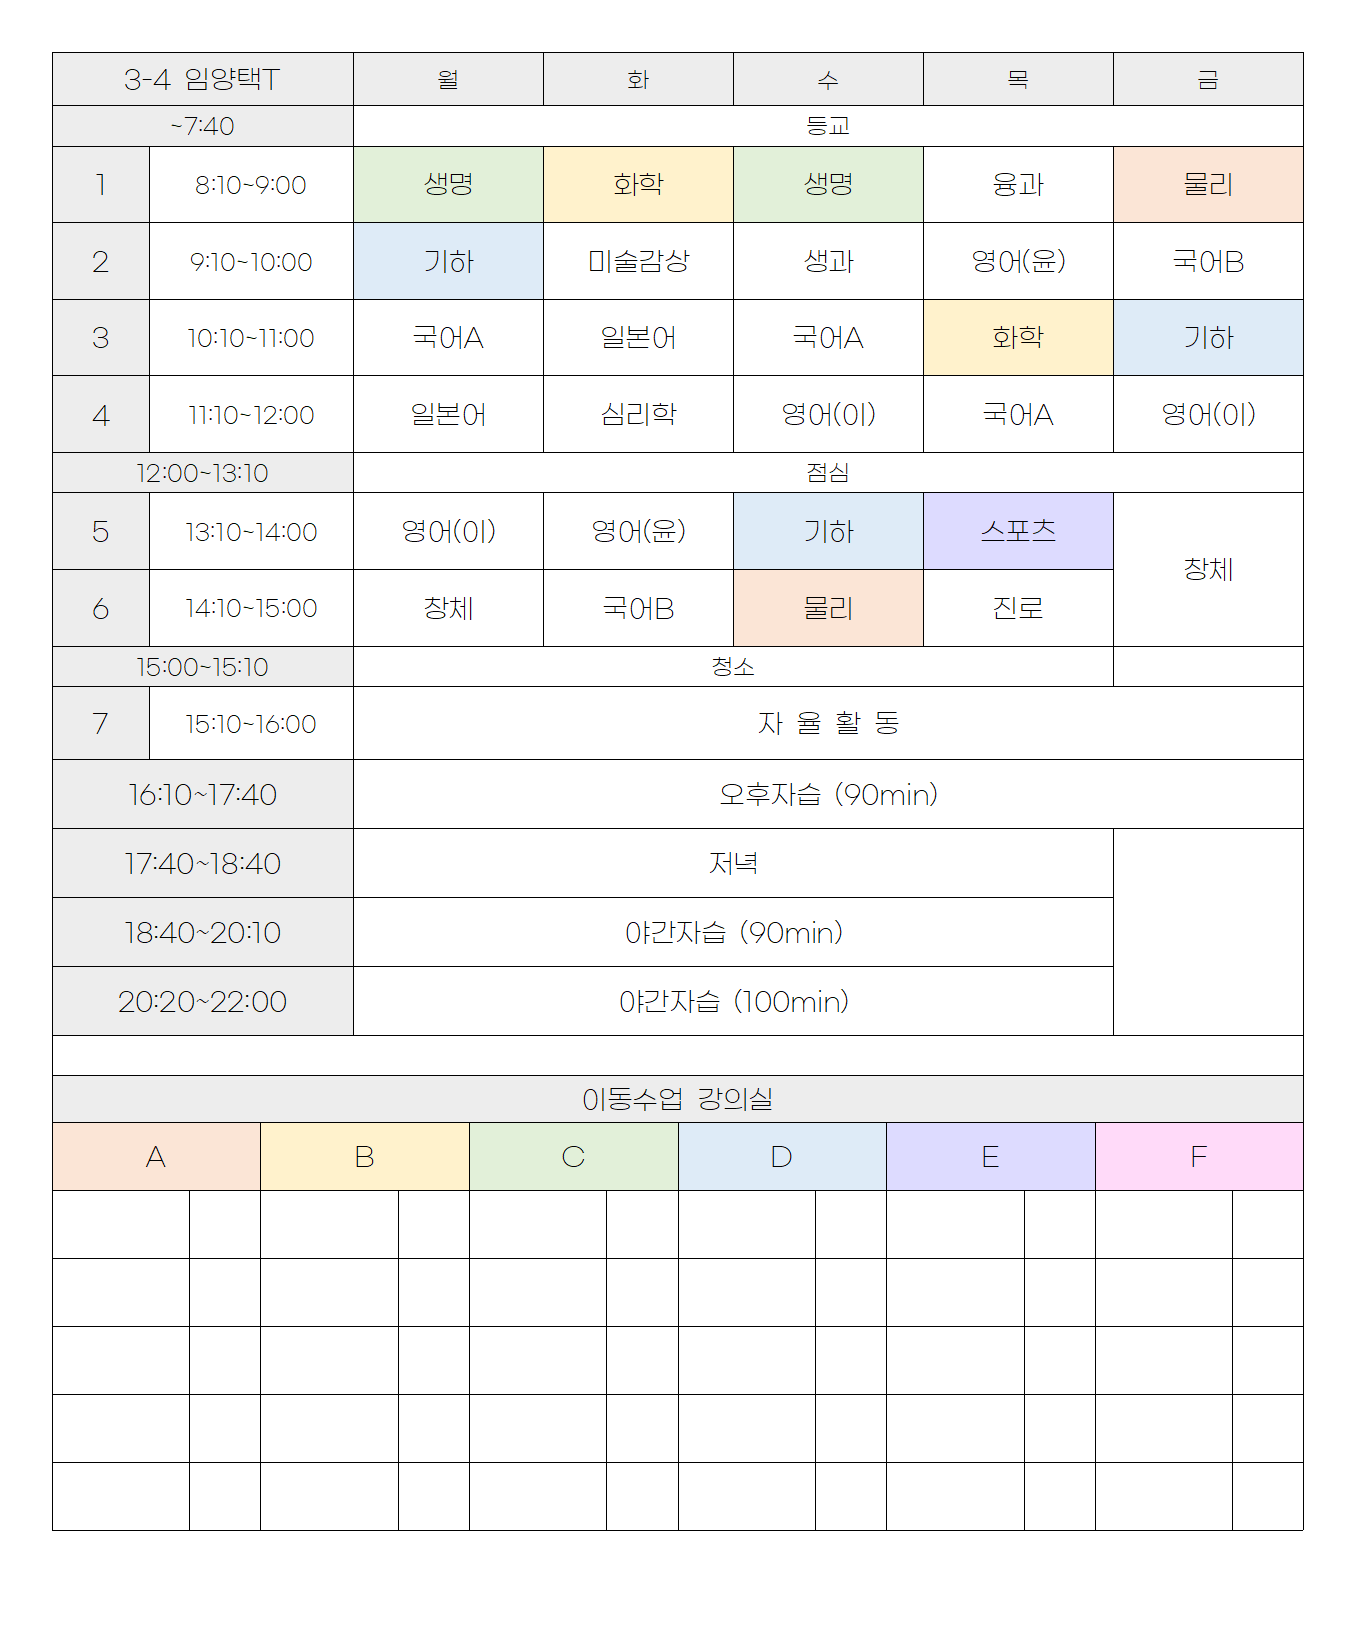 3-4 임양택T 월 화 수 목 금
~7:40 등교
1 8:10~9:00 생명 화학 생명 융과 물리
2 9:10~10:00 기하 미술감상 생과 영어(윤) 국어B
3 10:10~11:00 국어A 일본어 국어A 화학 기하
4 11:10~12:00 일본어 심리학 영어(이) 국어A 영어(이)
12:00~13:10 점심
5 13:10~14:00 영어(이) 영어(윤) 기하 스포츠 창체
6 14:10~15:00 창체 국어B 물리 진로
15:00~15:10 청소
7 15:10~16:00 자 율 활 동
16:10~17:40 오후자습 (90min)
17:40~18:40 저녁
18:40~20:10 야간자습 (90min)
20:20~22:00 야간자습 (100min)
이동수업 강의실
A B C D E F